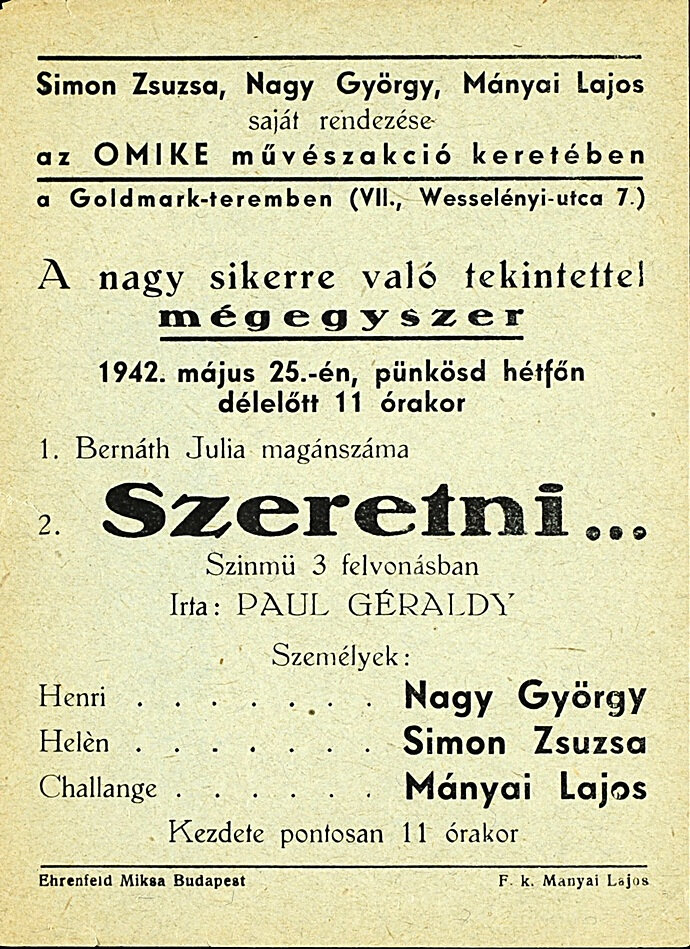 Simon Zsuzsa, Nagy György, Mányai Lajos
saját rendezése
az OMIKE művészakció keretében
a Goldmark-teremben (VII., Wesselényi-utca 7.)
A nagy sikerre való tekintettel
mégegyszer
1942. május 25.-én, pünkösd hétfőn
délelőtt 11 órakor
1. Bernáth Julia magánszáma
2. Szeretni...
Szinmü 3 felvonásban
Irta: PAUL GÉRALDY
Személyek:
Henri . . . . . . . Nagy György
Helèn . . . . . . . Simon Zsuzsa
Challange . . . . . . Mányai Lajos
Kezdete pontosan 11 órakor
Ehrenfeld Miksa Budapest F. k. Manyai Lajos